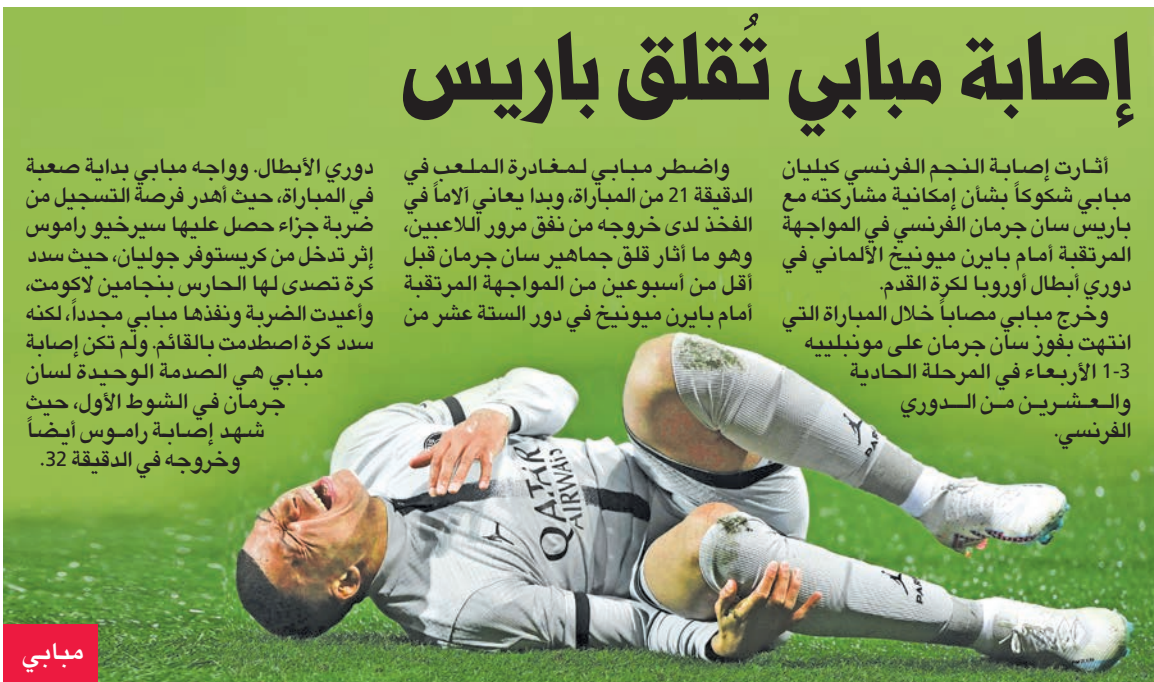 إصابة مبابي تُقلق باريس
أثارت إصابة النجم الفرنسي كيليان
مبابي شكوكاً بشأن إمكانية مشاركته مع
باريس سان جرمان الفرنسي في المواجهة
المرتقبة أمام بايرن ميونيخ الألماني في
دوري أبطال أوروبا لكرة القدم.
وخرج مبابي مصاباً خلال المباراة التي
انتهت بفوز سان جرمان على مونبلييه
3-1 الأربعاء في المرحلة الحادية
والعشرين من الدوري
الفرنسي.
واضطر مبابي لمغادرة الملعب في
الدقيقة 21 من المباراة، وبدا يعاني آلاماً في
الفخذ لدى خروجه من نفق مرور اللاعبين،
وهو ما أثار قلق جماهير سان جرمان قبل
أقل من أسبوعين من المواجهة المرتقبة
أمام بايرن ميونيخ في دور الستة عشر من
دوري الأبطال. وواجه مبابي بداية صعبة
في المباراة، حيث أهدر فرصة التسجيل من
ضربة جزاء حصل عليها سيرخيو راموس
إثر تدخل من كريستوفر جوليان، حيث سدد
كرة تصدى لها الحارس بنجامين لاكومت،
وأعيدت الضربة ونفذها مبابي مجدداً، لكنه
سدد كرة اصطدمت بالقائم. ولم تكن إصابة
مبابي هي الصدمة الوحيدة لسان
جرمان في الشوط الأول، حيث
شهد إصابة راموس أيضاً
وخروجه في الدقيقة 32.
QATAR
AIRWAYS
PARIS
PARIS
مبابي